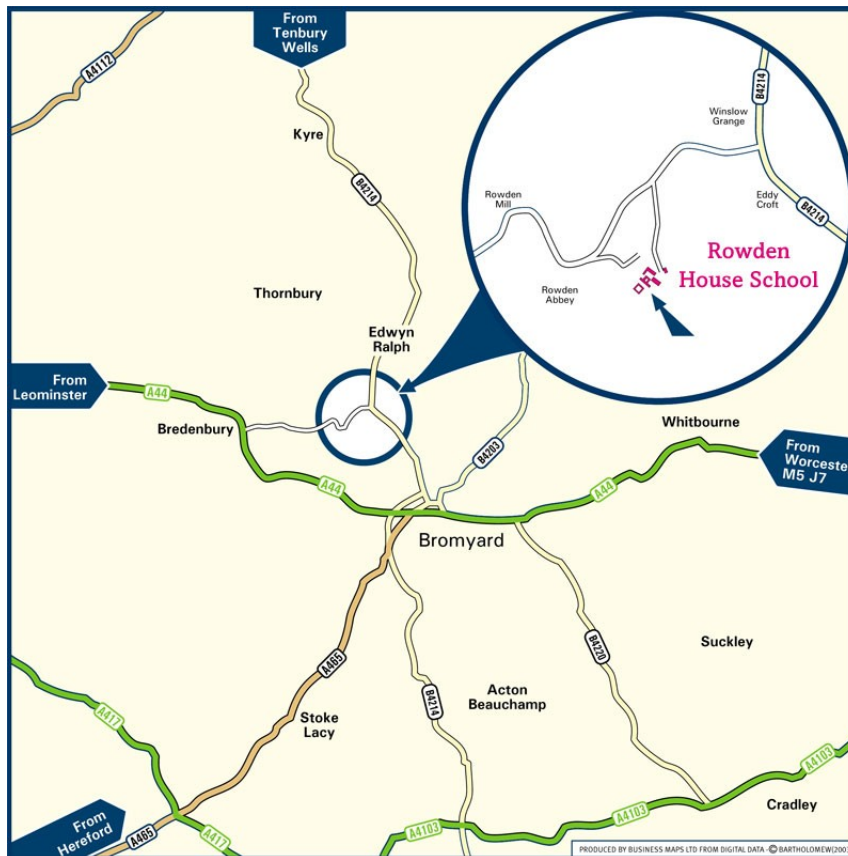 From
Tenbury
Wells
A4112
Kyre
B4214
B4214
Winslow
Grange
Eddy
Croft
B4214
Rowden
Mill
Rowden
Abbey
Rowden
House School
Thornbury
Edwyn
Ralph
From
Leominster
A44
Bredenbury
Whitbourne
From
Worcester
M5 J7
B4203
A44
A44
Bromyard
A465
B4214
B4220
Suckley
Acton
Beauchamp
Stoke
Lacy
A417
A417
From
Hereford
A465
A4103
A4103
A4103
Cradley
PRODUCED BY BUSINESS MAPS LTD FROM DIGITAL DATA - © BARTHOLOMEW(200